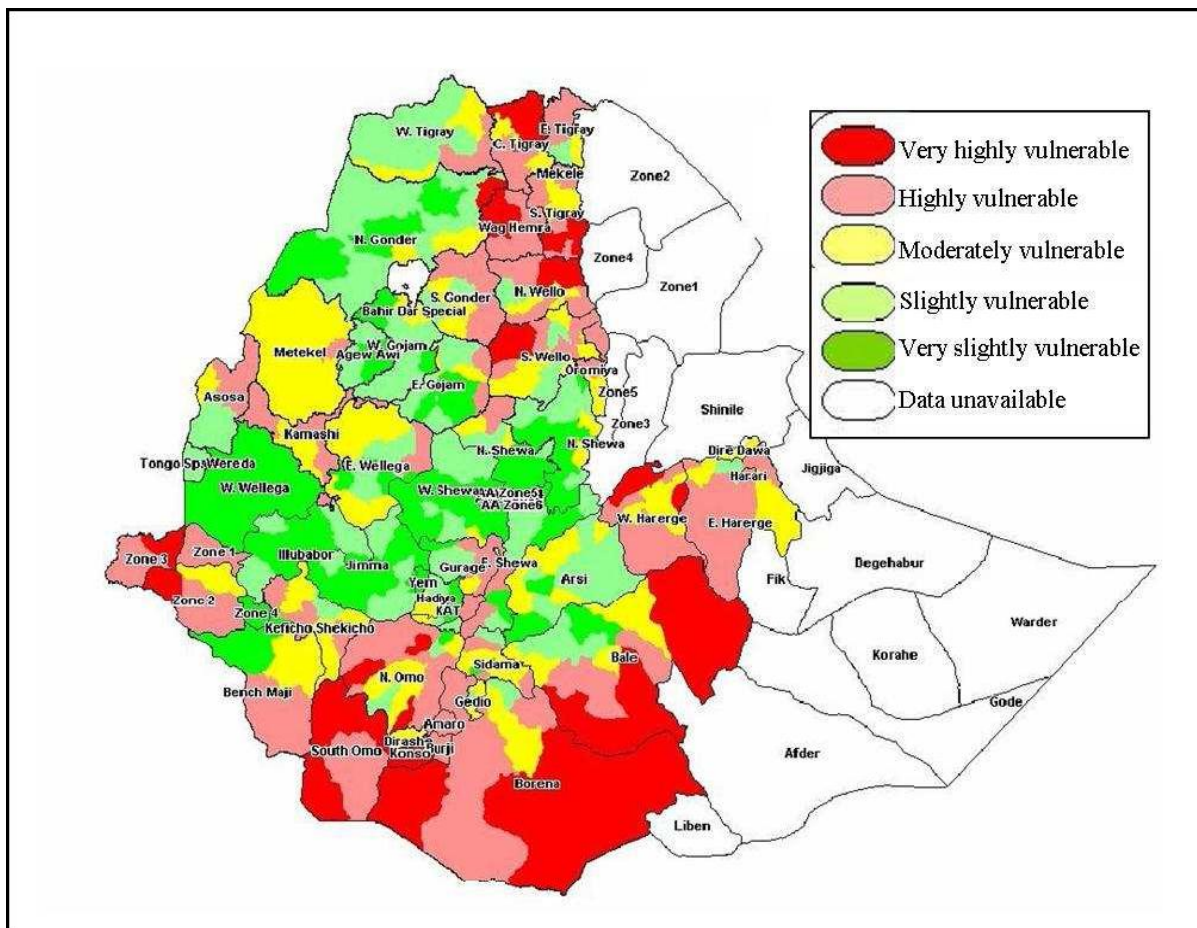 W. Tigray
C. Tigray
E. Tigray
Mekele
Zone2
S. Tigray
Wag Hemra
N. Gonder
Zone4
Zone1
S. Gonder
N. Wello
Bahir Dar Special
W. Gojam
Metekel
Agew Awi
S. Wello
Oromiya
E. Gojam
Zone5
Asosa
Shinile
Zone3
Kamashi
N. Shewa
N. Shewa
Dire Dawa
Tongo Sp. Wereda
E. Wellega
Harari
Jigjiga
W. Wellega
W. Shewa
AA Zone6
W. Harerge
E. Harerge
Zone 3
Zone 1
Illubabor
Jimma
Gurage
E. Shewa
Arsi
Fik
Degehabur
Yem
Zone 2
Hadiya
KAT
Zone 4
Keficho Shekicho
Warder
Korahe
Sidama
Bale
N. Omo
Bench Maji
Gedio
Gode
Amaro
South Omo
Dirashe
Konso
Burji
Afder
Borena
Liben
Very highly vulnerable
Highly vulnerable
Moderately vulnerable
Slightly vulnerable
Very slightly vulnerable
Data unavailable